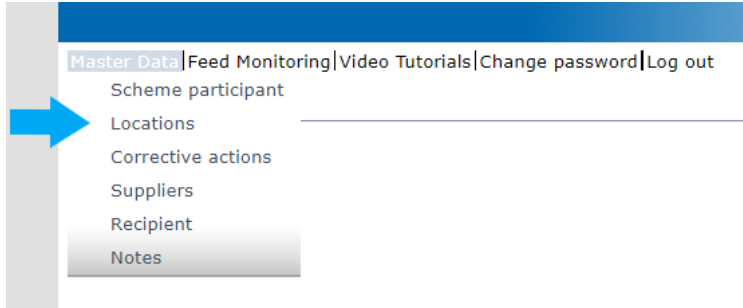 Master Data|Feed Monitoring|Video Tutorials|Change password|Log out
Scheme participant
Locations
Corrective actions
Suppliers
Recipient
Notes